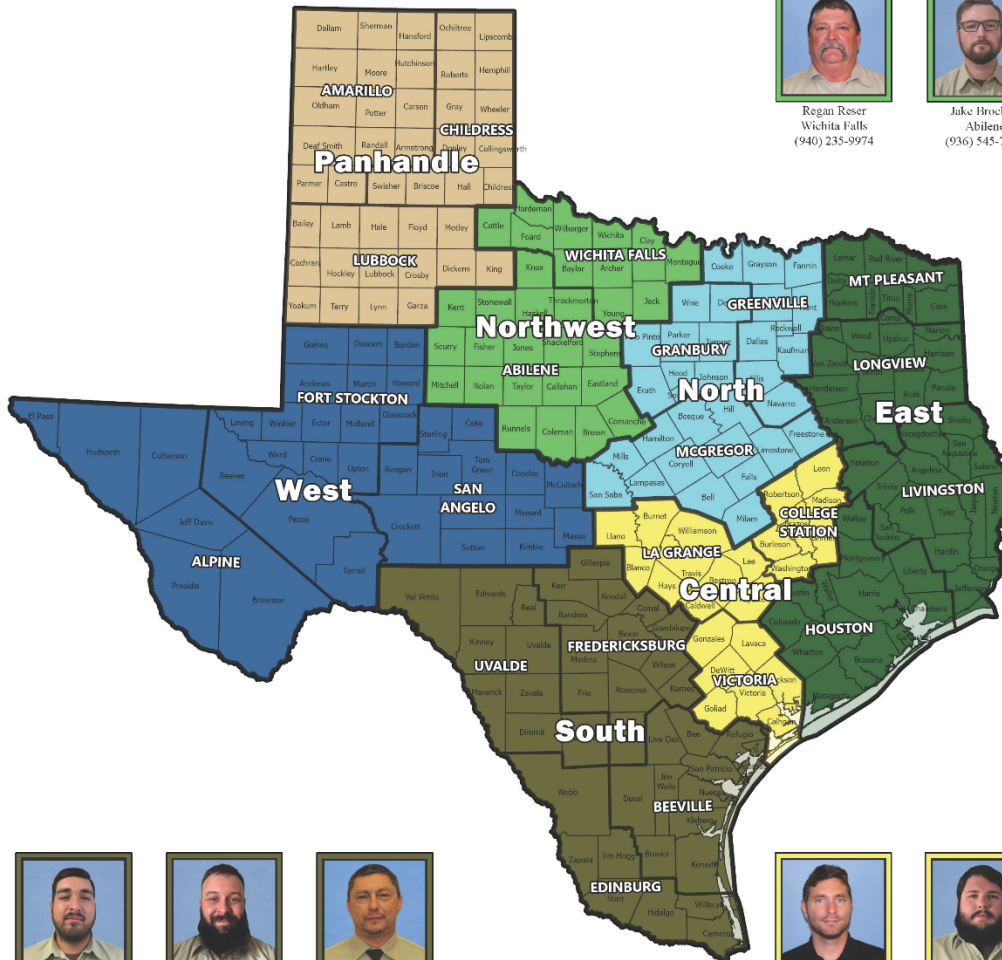 Regan Reser
Wichita Falls
(940) 235-9974
Abilene
(936) 545-
Dallam Sherman Hansford Ochiltree Lipscomb
Hartley Moore Hutchinson Roberts Hemphill
AMARILLO
Oldham Potter Carson Gray Wheeler
CHILDRESS
Deaf Smith Randall Armstrong Donley Collingsworth
Panhandle
Parmer Castro Swisher Briscoe Hall Childress
Bailey Lamb Hale Floyd Motley Cottle Hardeman Foard Wilbarger Wichita Clay Montague
WICHITA FALLS
Cochran Hockley Lubbock Crosby Dickens King Knox Baylor Archer Jack
LUBBOCK
Yoakum Terry Lynn Garza Kent Stonewall Haskell Throckmorton Young
Cooke Grayson Fannin Lamar Red River
MT PLEASANT
Wise Hunt Delta Hopkins Franklin Titus Morris Camp Cass
GREENVILLE
Northwest
Gaines Dawson Borden Scurry Fisher Jones Shackelford Stephens
Parker Dallas Rockwall Kaufman Rains Wood Upshur Marion
GRANBURY
LONGVIEW
ABILENE
Andrews Martin Howard Mitchell Nolan Taylor Callahan Eastland Erath Hood Johnson Van Zandt Harrison
FORT STOCKTON
North
East
El Paso Hudspeth Culberson Loving Winkler Ector Midland Glasscock Sterling Coke Runnels Coleman Brown Comanche
Bosque Hill Navarro Henderson Anderson Rusk Panola Shelby
Hamilton Freestone Limestone Nacogdoches San Augustine Sabine
MCGREGOR
Reeves Ward Crane Upton Reagan Irion Tom Green Concho McCulloch Mills San Saba Lampasas Coryell Falls Bell Milam
West
SAN ANGELO
Leon Robertson Madison Houston Trinity Angelina Polk Tyler Jasper Newton
LIVINGSTON
COLLEGE STATION
Jeff Davis Pecos Crockett Menard Sutton Kimble Mason Llano Burnet Williamson Burleson Washington Walker San Jacinto Hardin Orange
ALPINE
LA GRANGE
Presidio Brewster Terrell Gillespie Blanco Travis Hays Lee Bastrop Caldwell Montgomery Liberty Jefferson
Central
Val Verde Edwards Real Kerr Kendall Bandera Comal Guadalupe Bexar Waller Harris Chambers
Kinney Uvalde Medina Wilson Gonzales Lavaca Colorado Wharton Brazoria
FREDERICKSBURG
HOUSTON
UVALDE
Maverick Zavala Frio Atascosa Karnes DeWitt Victoria Goliad Calhoun Matagorda
VICTORIA
South
Dimmit Live Oak Bee Refugio
Webb Duval Jim Wells San Patricio Nueces Kleberg
BEEVILLE
Zapata Jim Hogg Brooks Kenedy
EDINBURG
Starr Hidalgo Willacy Cameron